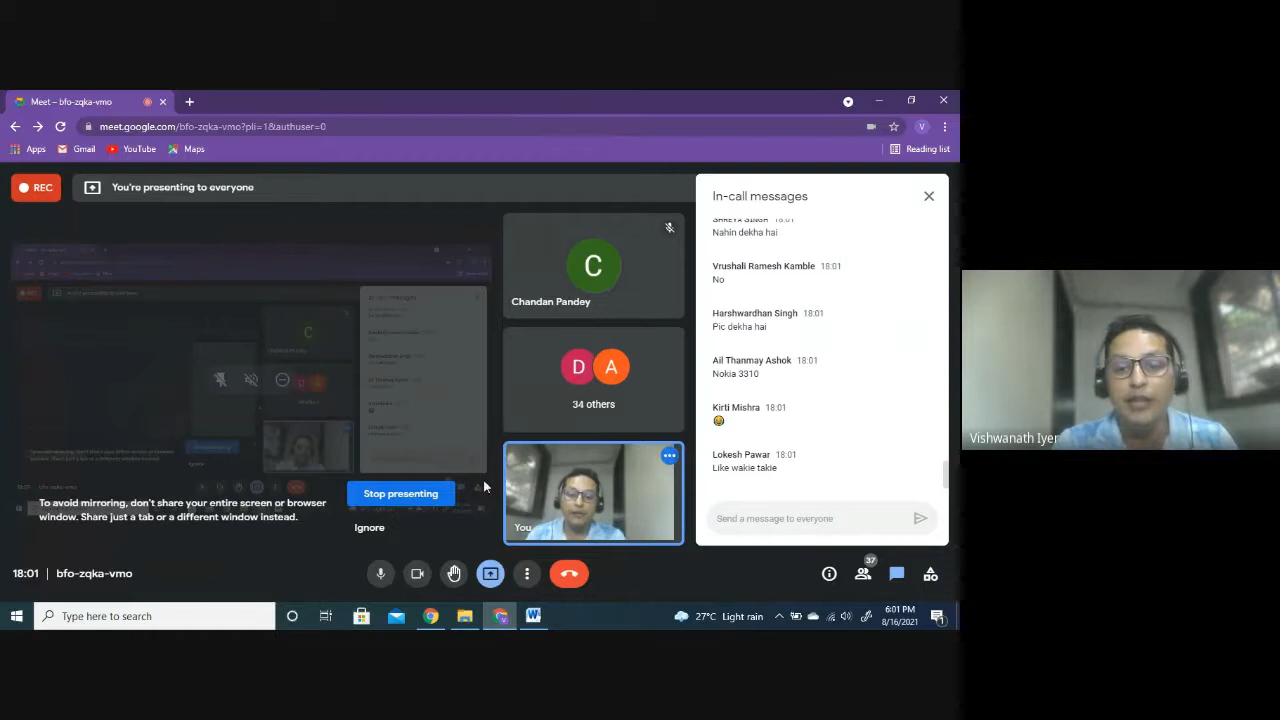 Meet – bfo-zqka-vmo
meet.google.com/bfo-zqka-vmo?pli=1&authuser=0
Apps
Gmail
YouTube
Maps
Reading list
REC
You're presenting to everyone
In-call messages
SHREYA SINGH 18:01
Nahin dekha hai
Vrushali Ramesh Kamble 18:01
No
Harshwardhan Singh 18:01
Pic dekha hai
Ail Thanmay Ashok 18:01
Nokia 3310
Kirti Mishra 18:01
Lokesh Pawar 18:01
Like wakie takie
Send a message to everyone
C
Chandan Pandey
D A
34 others
You
To avoid mirroring, don't share your entire screen or browser
window. Share just a tab or a different window instead.
Stop presenting
Ignore
18:01 | bfo-zqka-vmo
37
Type here to search
27°C Light rain
6:01 PM
8/16/2021
1
V
W
Vishwanath Iyer